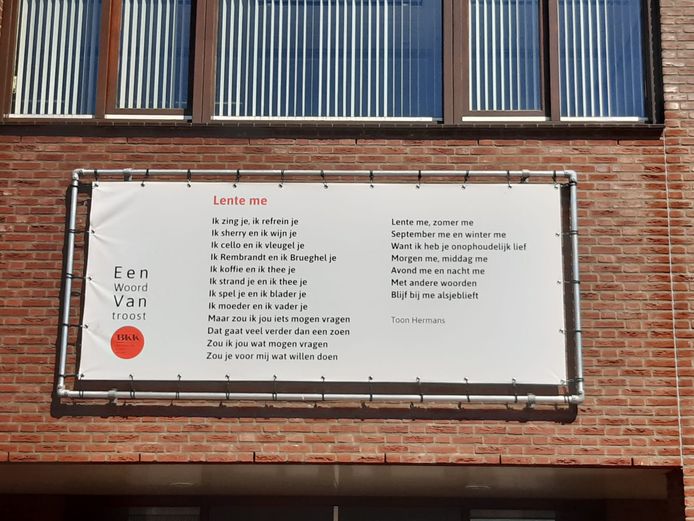 Een
Woord
Van
troost
BKK
Lente me
Ik zing je, ik refrein je
Ik sherry en ik wijn je
Ik cello en ik vleugel je
Ik Rembrandt en ik Brueghel je
Ik koffie en ik thee je
Ik strand je en ik thee je
Ik spel je en ik blader je
Ik moeder en ik vader je
Maar zou ik jou iets mogen vragen
Dat gaat veel verder dan een zoen
Zou ik jou wat mogen vragen
Zou je voor mij wat willen doen
Lente me, zomer me
September me en winter me
Want ik heb je onophoudelijk lief
Morgen me, middag me
Avond me en nacht me
Met andere woorden
Blijf bij me alsjeblieft
Toon Hermans